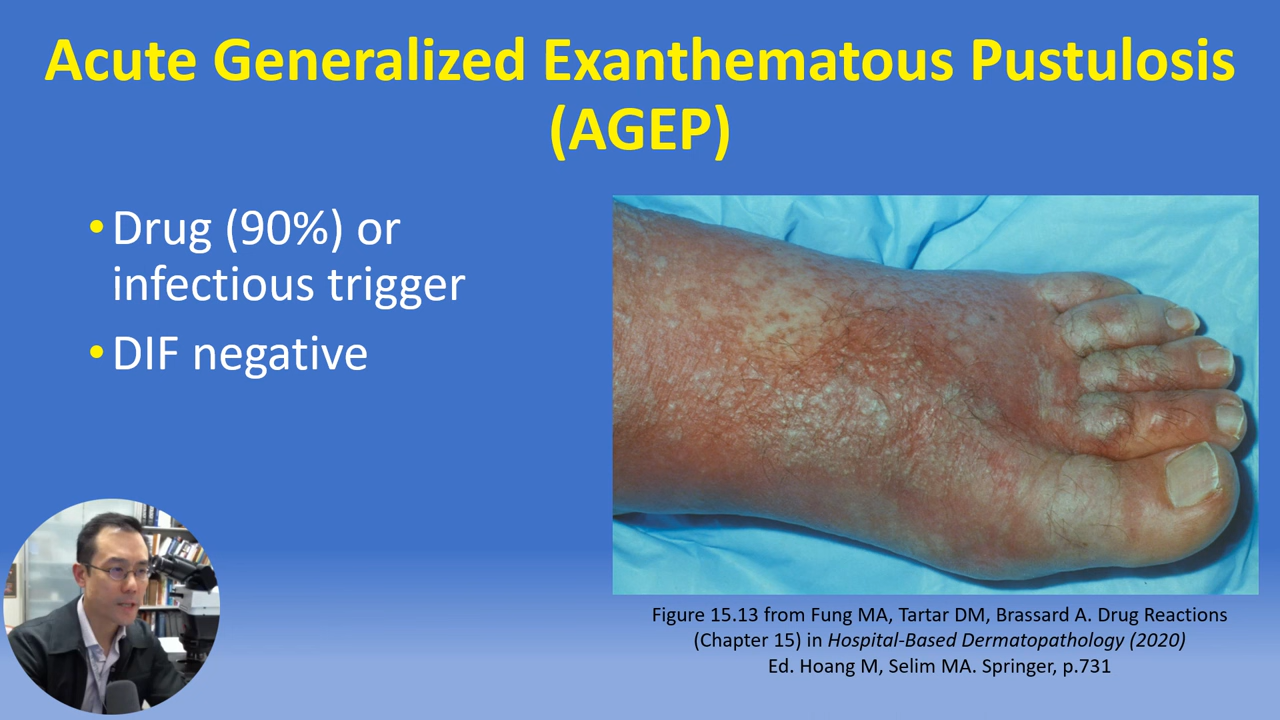 Acute Generalized Exanthematous Pustulosis
(AGEP)
•Drug (90%) or
infectious trigger
•DIF negative
Figure 15.13 from Fung MA, Tartar DM, Brassard A. Drug Reactions
(Chapter 15) in Hospital-Based Dermatopathology (2020)
Ed. Hoang M, Selim MA. Springer, p.731